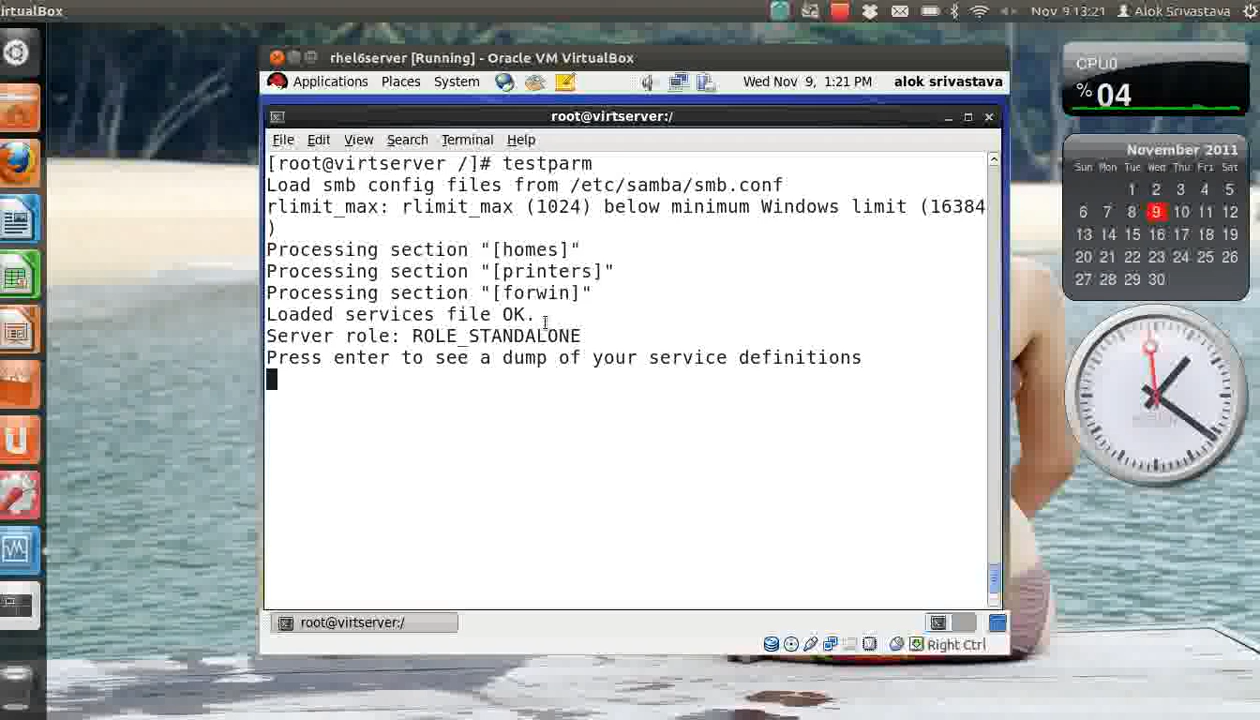 irtualBox
Nov 9 13:21
Alok Srivastava
rhel6server [Running] - Oracle VM VirtualBox
Applications Places System
Wed Nov 9, 1:21 PM
alok srivastava
root@virtserver:/
File Edit View Search Terminal Help
[root@virtserver /]# testparm
Load smb config files from /etc/samba/smb.conf
rlimit_max: rlimit_max (1024) below minimum Windows limit (16384
)
Processing section "[homes]"
Processing section "[printers]"
Processing section "[forwin]"
Loaded services file OK.
Server role: ROLE_STANDALONE
Press enter to see a dump of your service definitions
root@virtserver:/
Right Ctrl
CPU0
% 04
November 2011
Sun Mon Tue Wed Thu Fri Sat
1 2 3 4 5
6 7 8 9 10 11 12
13 14 15 16 17 18 19
20 21 22 23 24 25 26
27 28 29 30